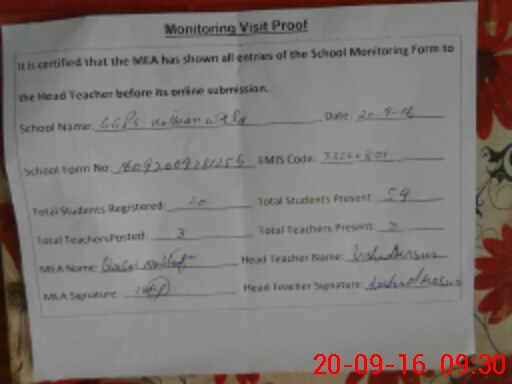 Monitoring Visit Proof
It is certified that the MEA has shown all entries of the School Monitoring Form to
the Head Teacher before its online submission.
School Name: GGPS Date: 20-9-16
School Form No: EMIS Code:
Total Students Registered: Total Students Present: 59
Total Teachers Posted: 3 Total Teachers Present: 3
MEA Name: Head Teacher Name:
MEA Signature: Head Teacher Signature:
20-09-16 09:30